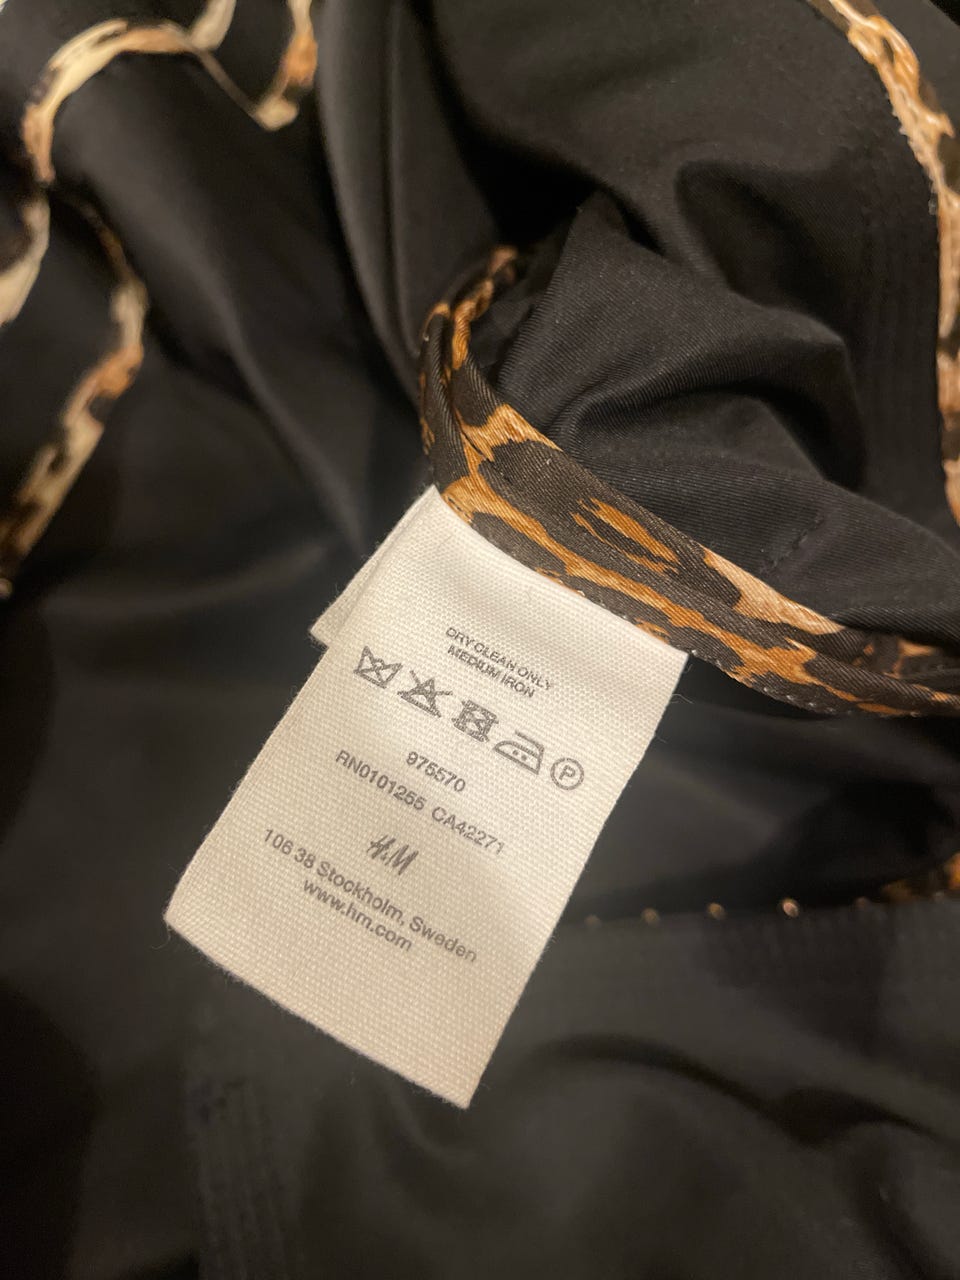 DRY CLEAN ONLY
MEDIUM IRON
P
975570
RN0101255 CA42271
H&M
106 38 Stockholm, Sweden
www.hm.com